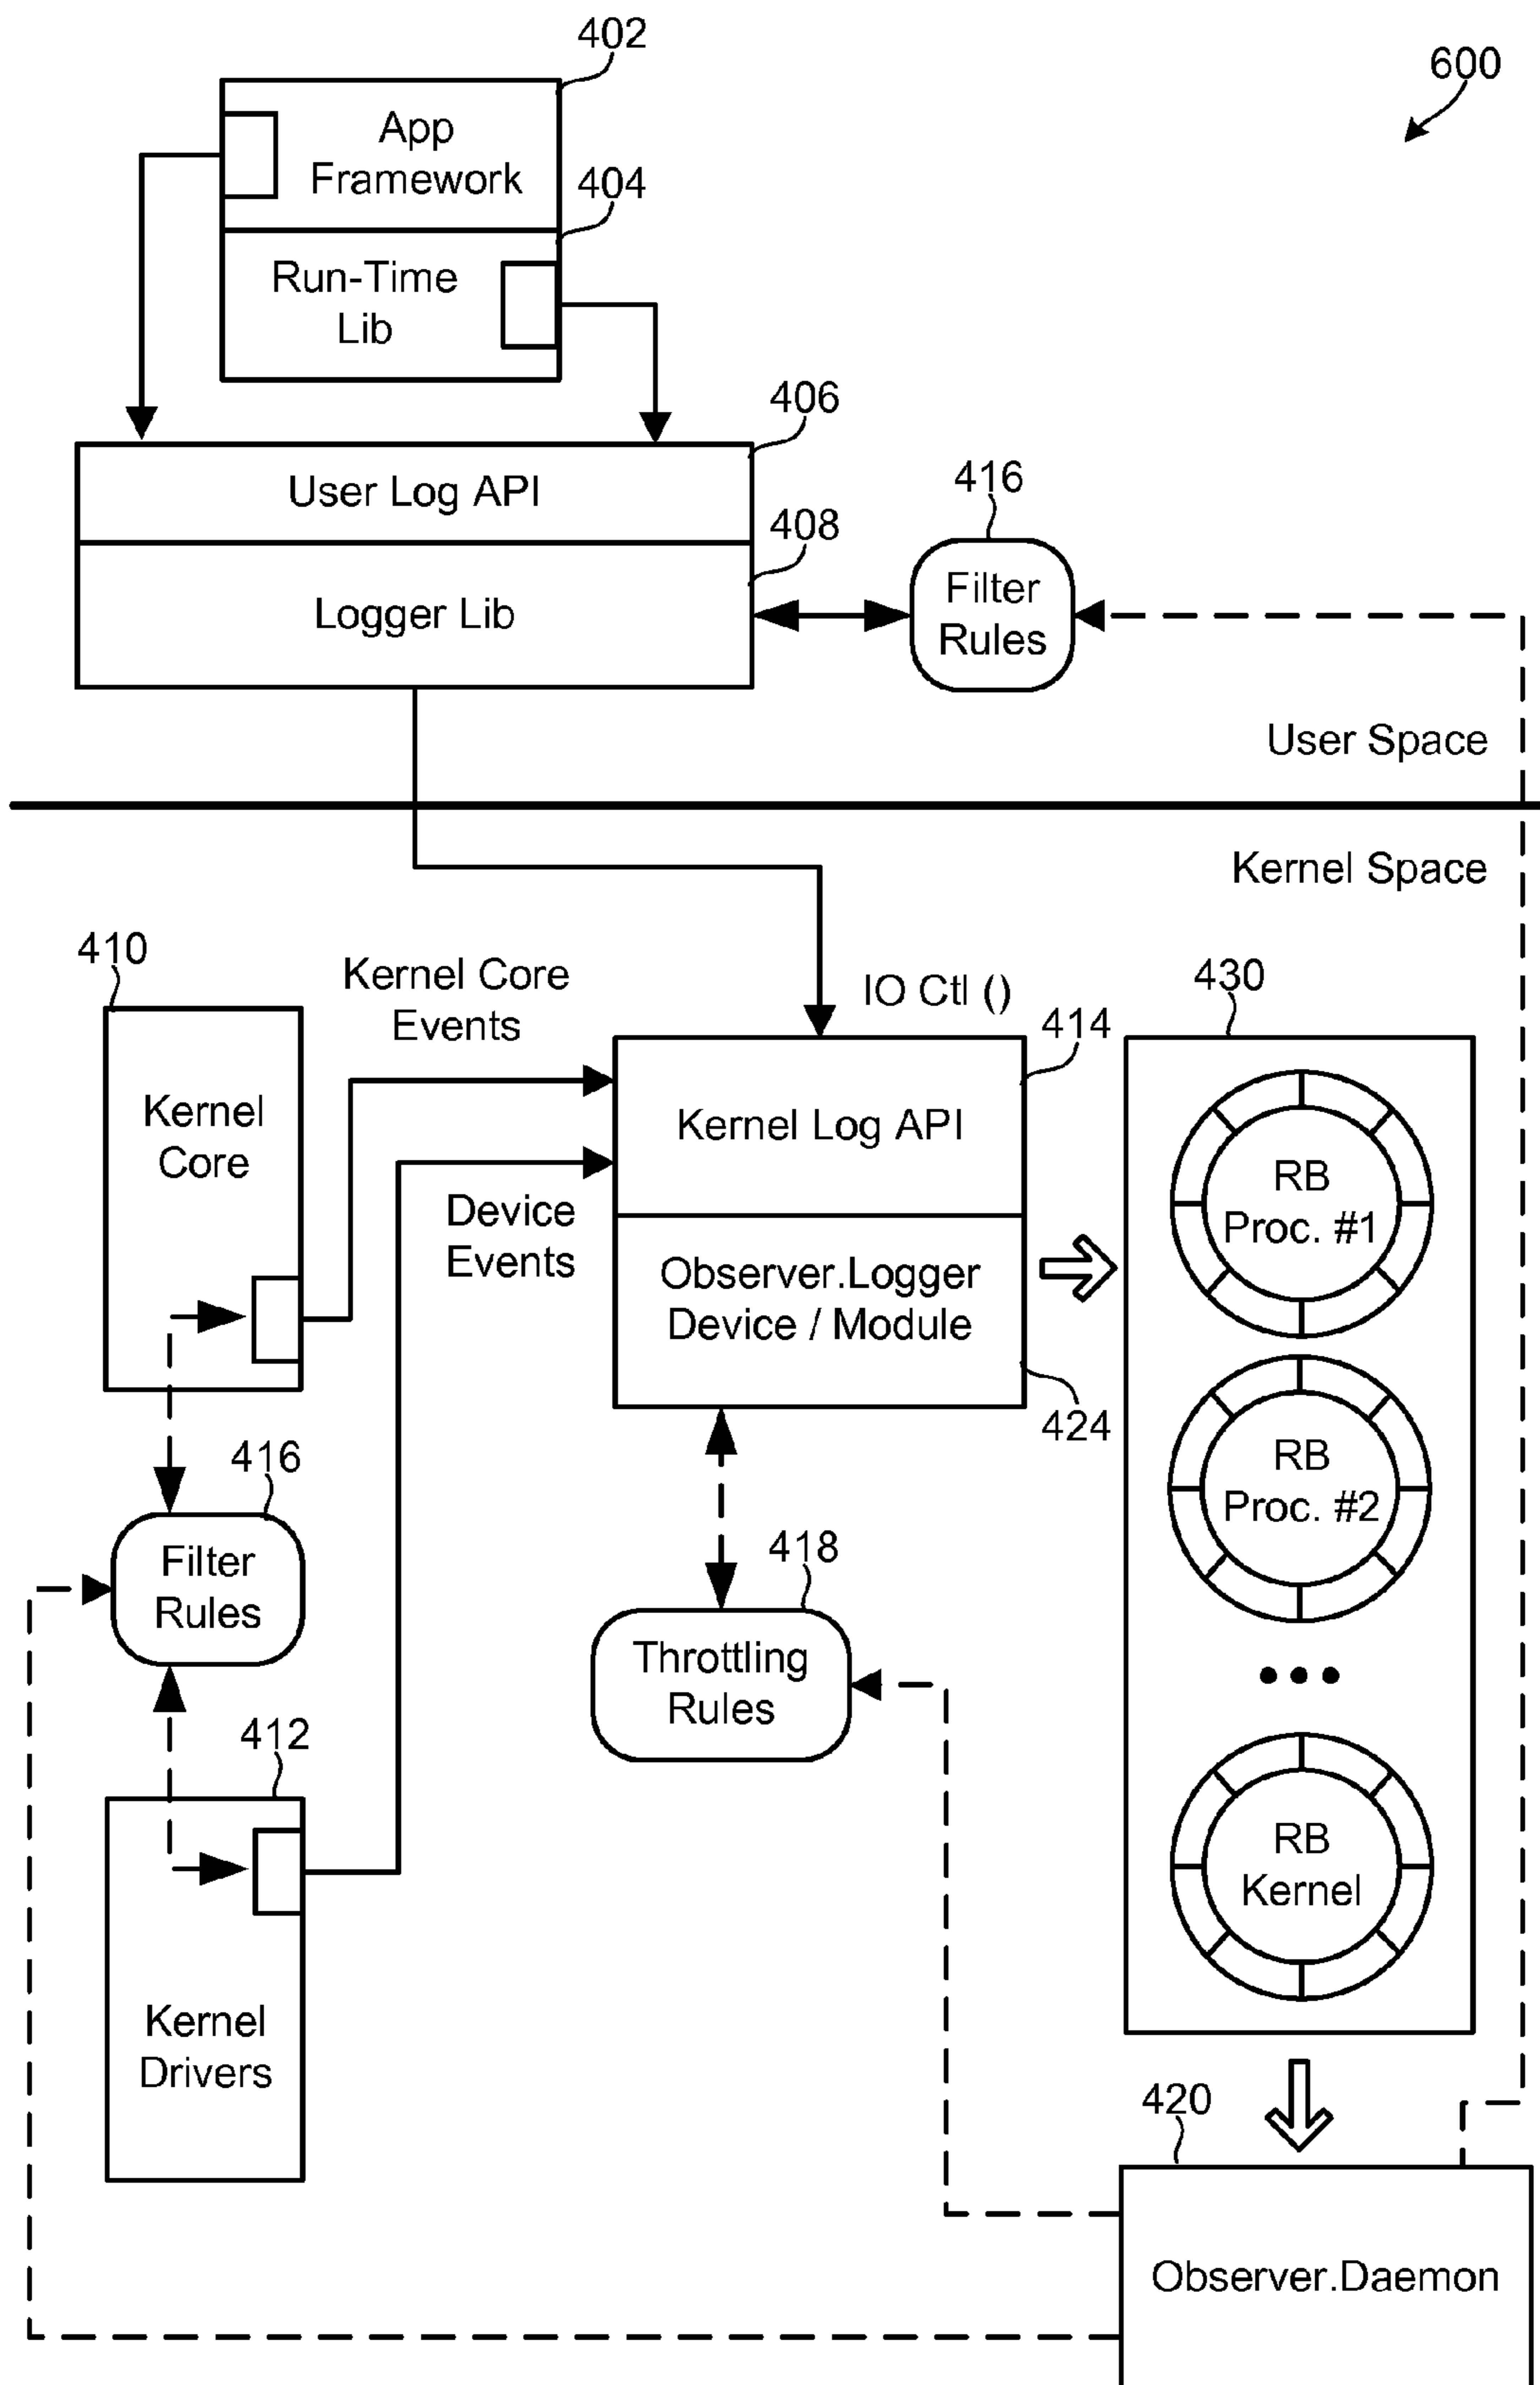 402
600
App
Framework
404
Run-Time
Lib
406
User Log API
416
408
Filter
Rules
Logger Lib
User Space
Kernel Space
410
Kernel Core
Events
IO Ctl ()
430
414
Kernel
Core
Kernel Log API
RB
Proc. #1
Device
Events
Observer.Logger
Device / Module
424
416
RB
Proc. #2
418
Filter
Rules
Throttling
Rules
412
RB
Kernel
Kernel
Drivers
420
Observer.Daemon